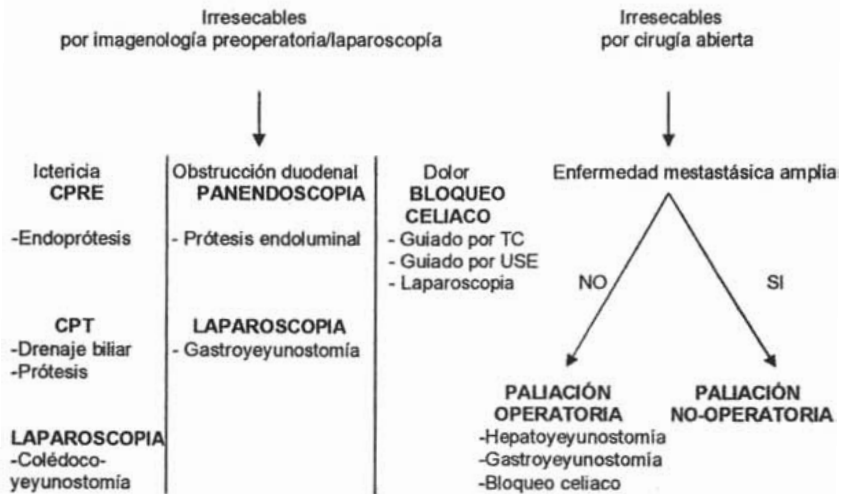 Irresecables
por imagenología preoperatoria/laparoscopía
Irresecables
por cirugía abierta
Ictericia
CPRE
-Endoprótesis
CPT
-Drenaje biliar
-Prótesis
LAPAROSCOPIA
-Colédoco-
yeyunostomía
Obstrucción duodenal
PANENDOSCOPIA
- Prótesis endoluminal
LAPAROSCOPIA
- Gastroyeyunostomía
Dolor
BLOQUEO
CELIACO
- Guiado por TC
- Guiado por USE
- Laparoscopia
Enfermedad mestastásica amplia
NO
SI
PALIACIÓN
OPERATORIA
-Hepatoyeyunostomía
-Gastroyeyunostomía
-Bloqueo celiaco
PALIACIÓN
NO-OPERATORIA